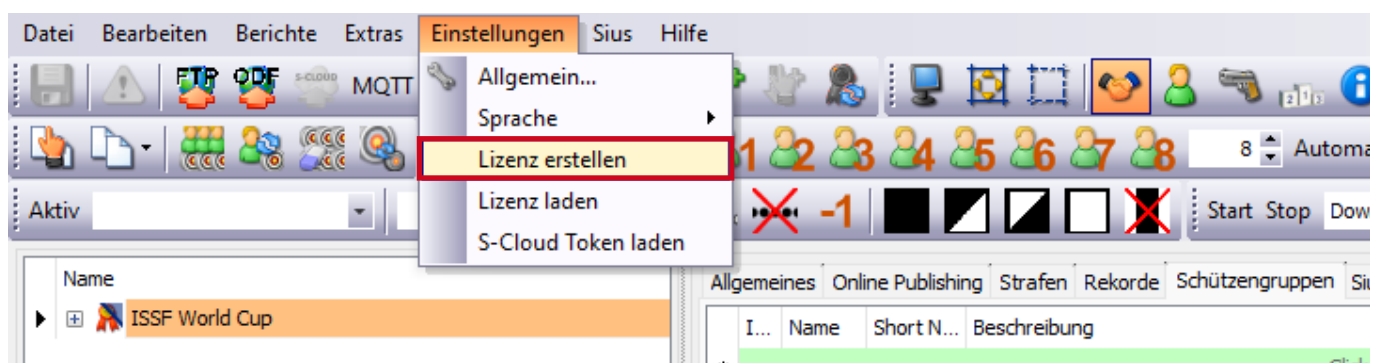 Datei Bearbeiten Berichte Extras Einstellungen Sius Hilfe
FTP ODF S-CLOUD MQTT
Allgemein...
Sprache
Lizenz erstellen
Lizenz laden
S-Cloud Token laden
1 2 3 4 5 6 7 8 8 Automa
Aktiv -1 Start Stop Dow
Name
ISSF World Cup
Allgemeines Online Publishing Strafen Rekorde Schützengruppen Siu
I... Name Short N... Beschreibung